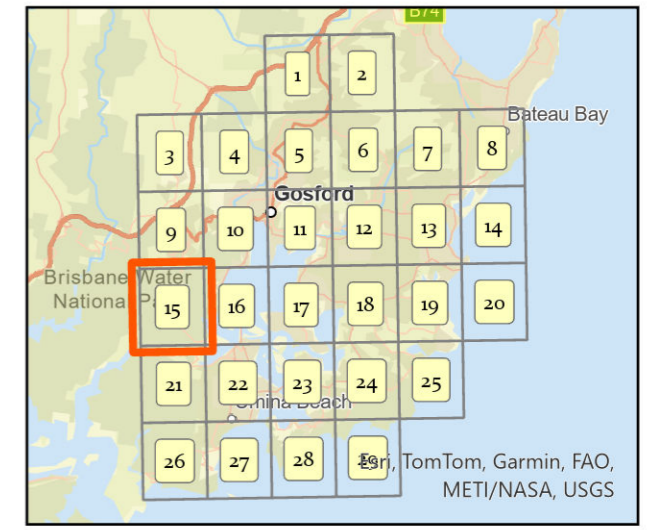 B74
1 2
Bateau Bay
3 4 5 6 7 8
Gosford
9 10 11 12 13 14
Brisbane Water
National
15 16 17 18 19 20
21 22 23 24 25
Umina Beach
26 27 28 29
Esri, TomTom, Garmin, FAO,
METI/NASA, USGS